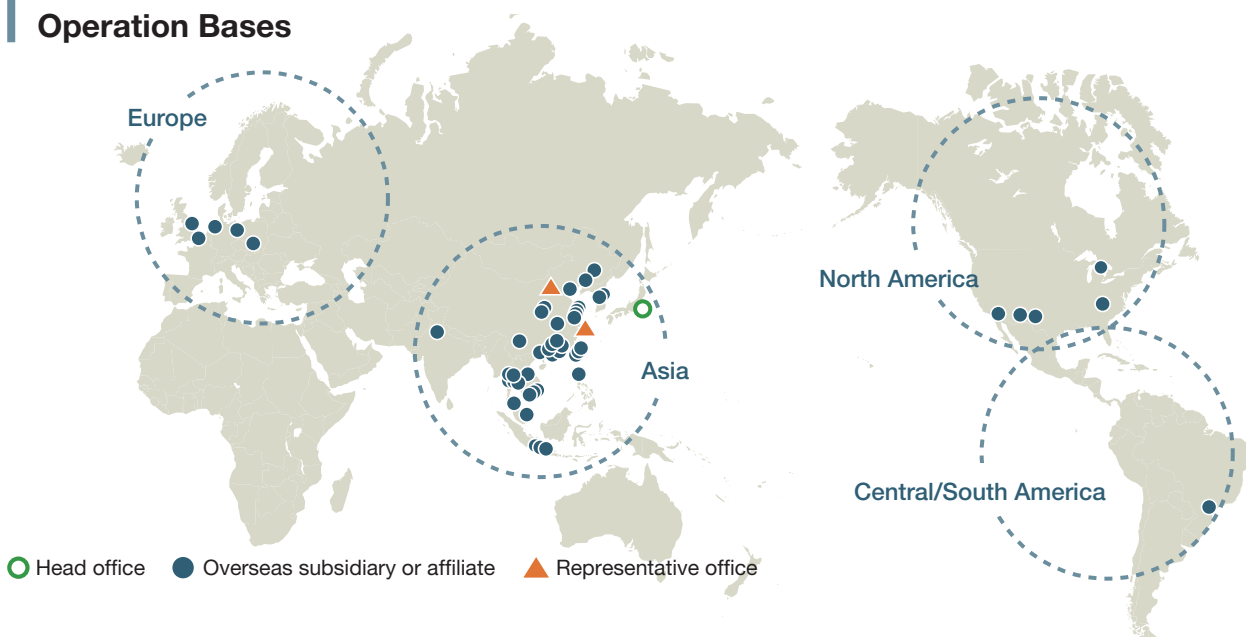 Operation Bases
Europe
North America
Asia
Central/South America
Head office
Overseas subsidiary or affiliate
Representative office